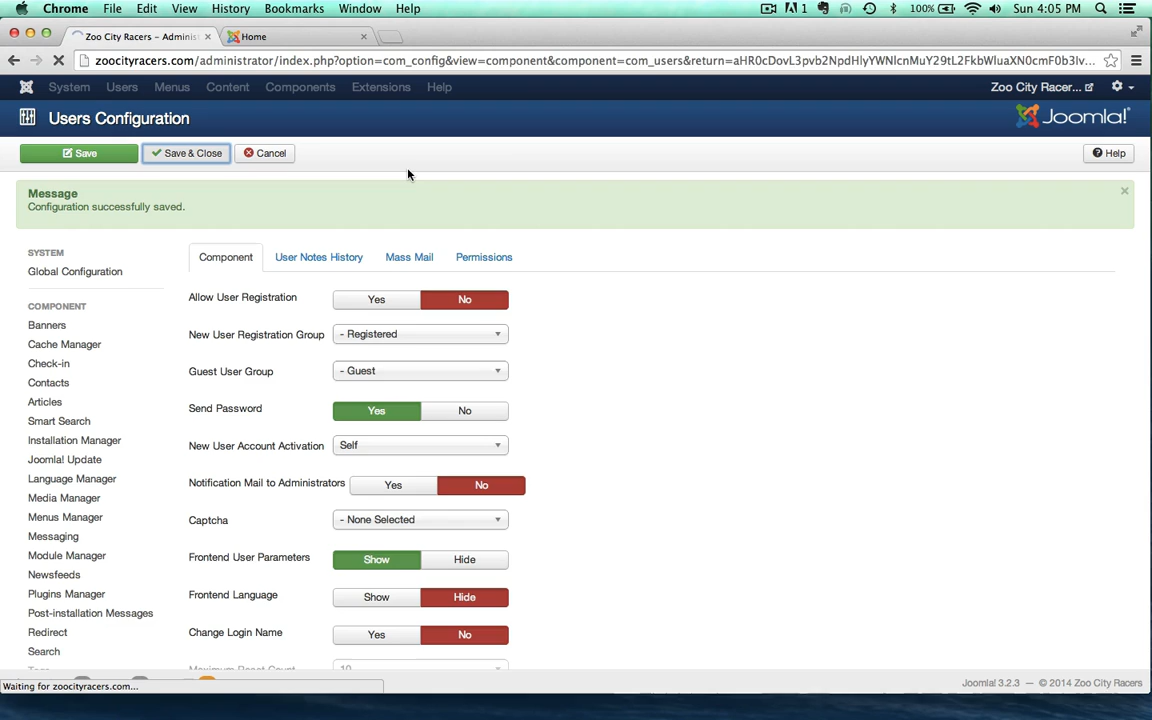 Chrome File Edit View History Bookmarks Window Help 1 100% Sun 4:05 PM
Zoo City Racers – Adminis × Home ×
zoocityracers.com/administrator/index.php?option=com_config&view=component&component=com_users&return=
System Users Menus Content Components Extensions Help Zoo City Racer...
Users Configuration Joomla!®
Save Save & Close Cancel Help
Message ×
Configuration successfully saved.
SYSTEM
Global Configuration
COMPONENT
Banners
Cache Manager
Check-in
Contacts
Articles
Smart Search
Installation Manager
Joomla! Update
Language Manager
Media Manager
Menus Manager
Messaging
Module Manager
Newsfeeds
Plugins Manager
Post-installation Messages
Redirect
Search
Component User Notes History Mass Mail Permissions
Allow User Registration Yes No
New User Registration Group - Registered
Guest User Group - Guest
Send Password Yes No
New User Account Activation Self
Notification Mail to Administrators Yes No
Captcha - None Selected
Frontend User Parameters Show Hide
Frontend Language Show Hide
Change Login Name Yes No
Maximum Reset Count 10
Waiting for zoocityracers.com...
Joomla! 3.2.3 — © 2014 Zoo City Racers